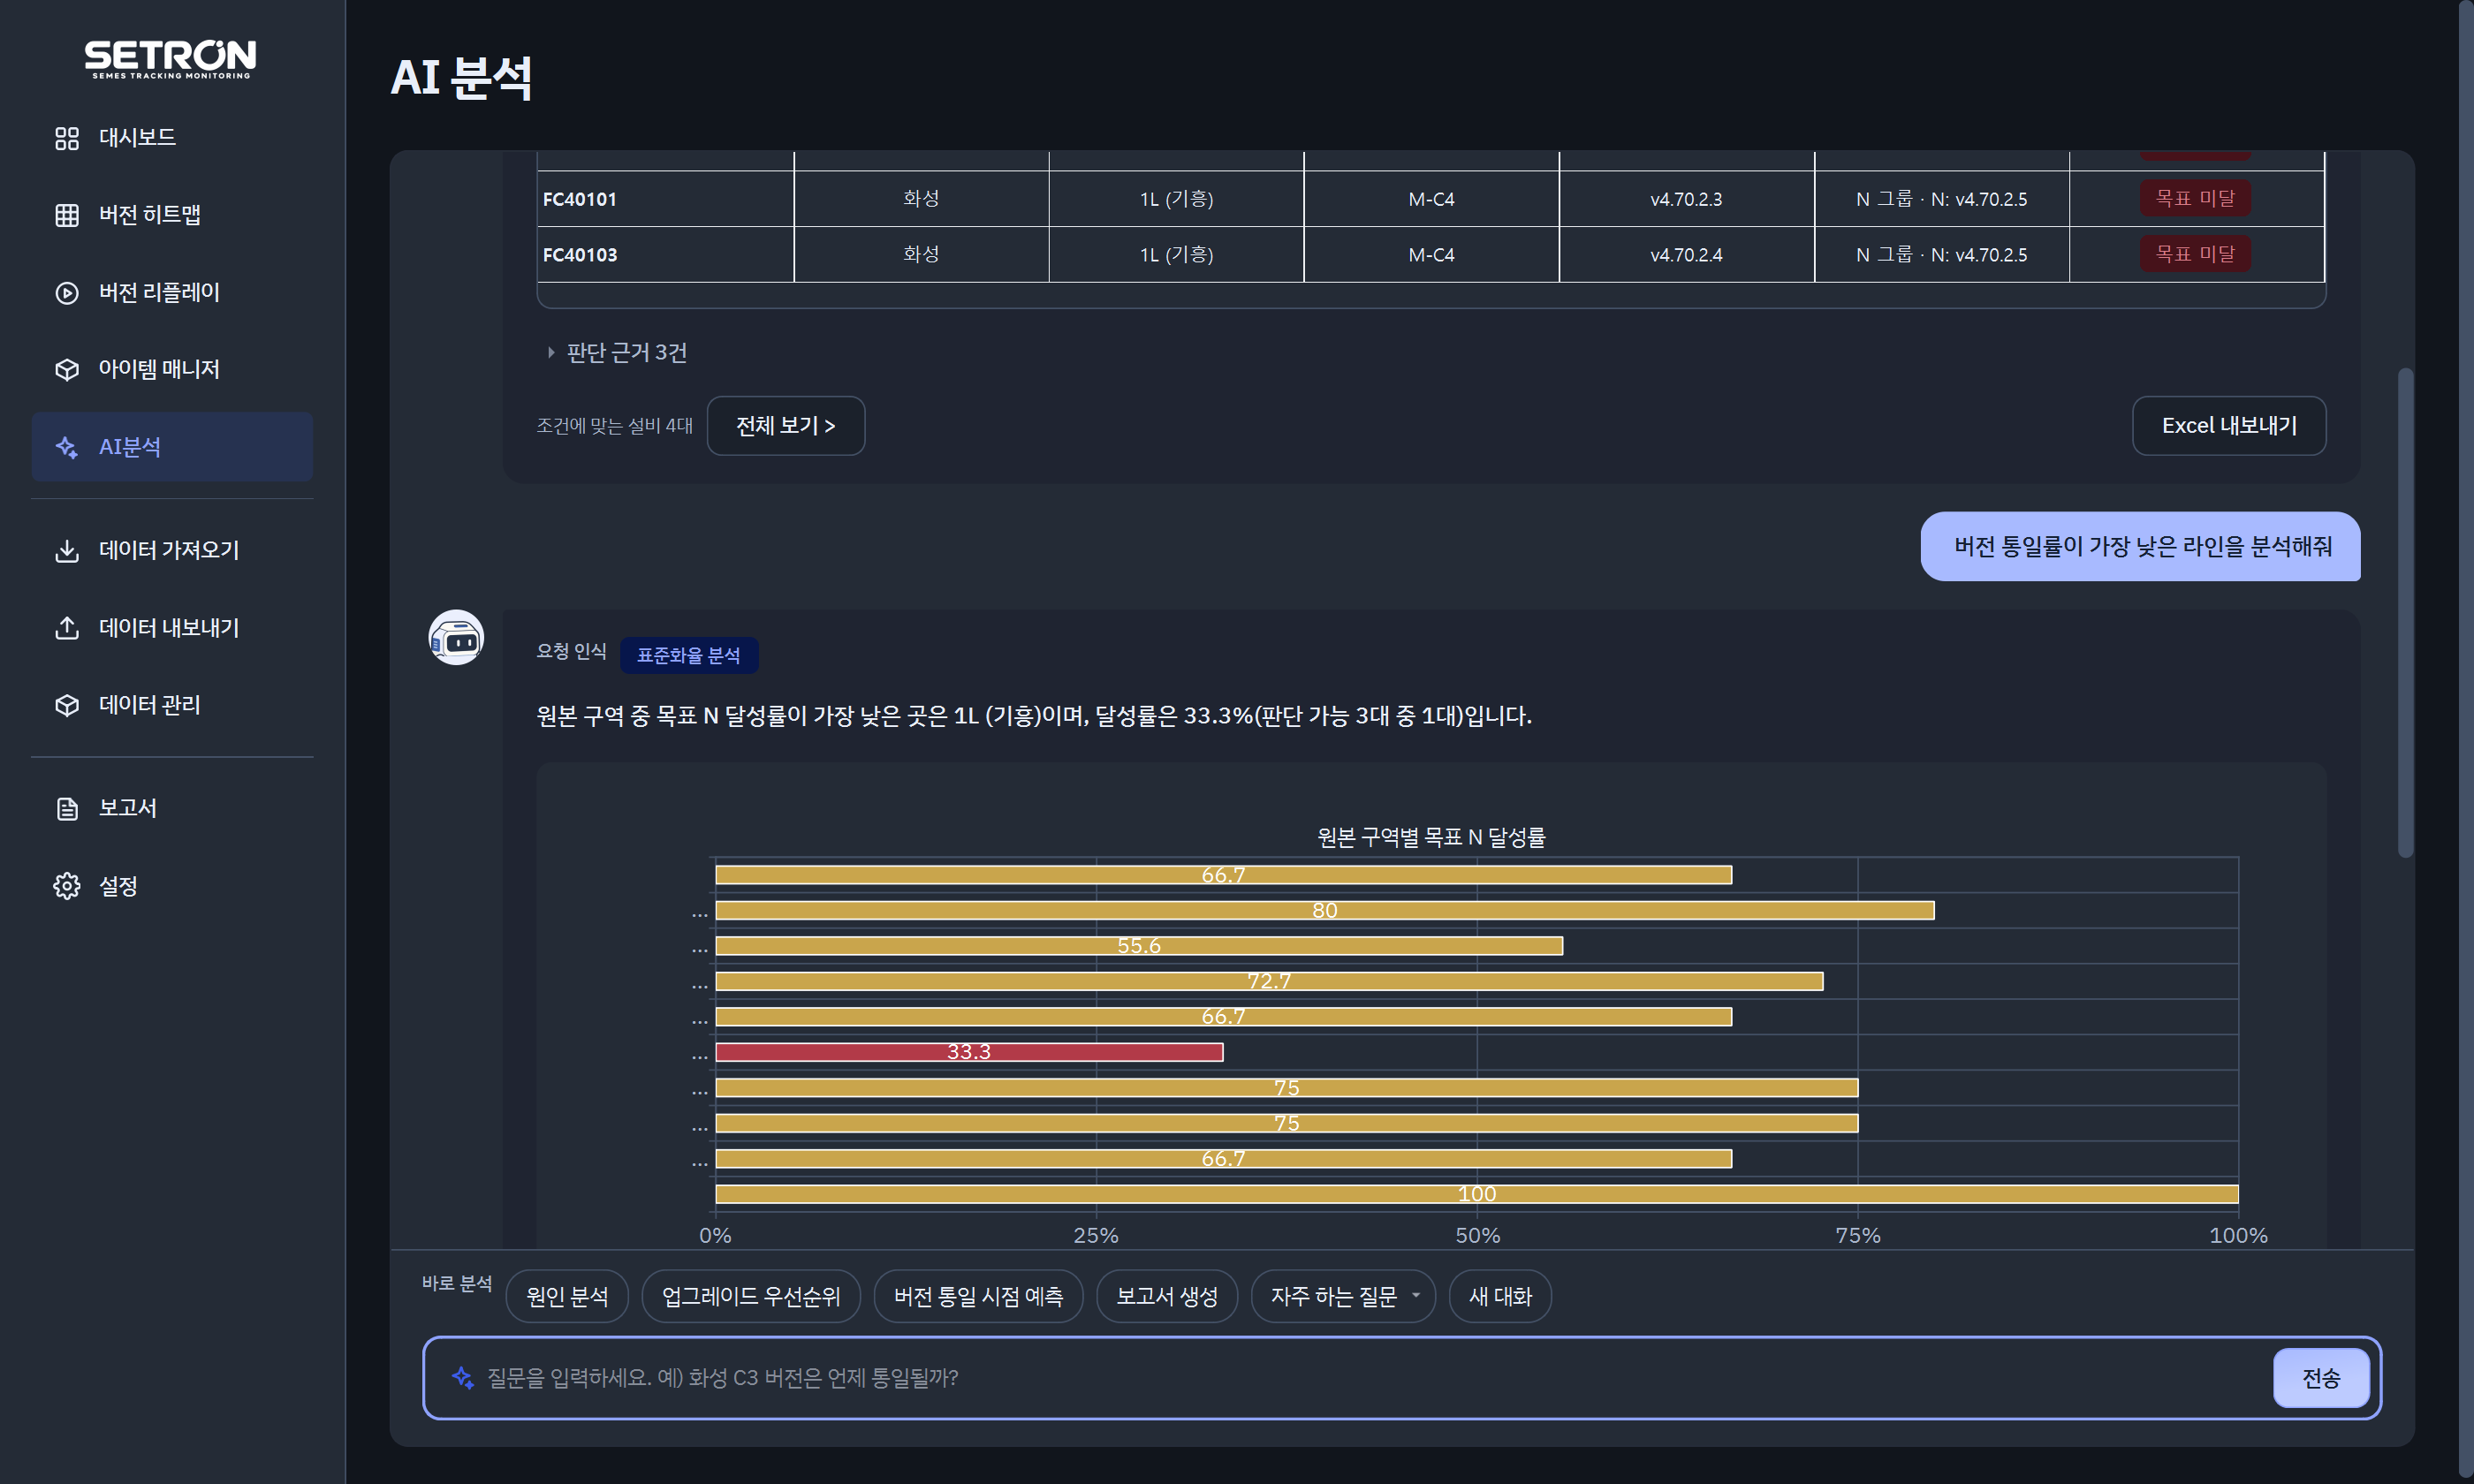 SETRON
SEMES TRACKING MONITORING
대시보드
버전 히트맵
버전 리플레이
아이템 매니저
AI분석
데이터 가져오기
데이터 내보내기
데이터 관리
보고서
설정
AI 분석
FC40101 화성 1L (기흥) M-C4 v4.70.2.3 N 그룹 · N: v4.70.2.5 목표 미달
FC40103 화성 1L (기흥) M-C4 v4.70.2.4 N 그룹 · N: v4.70.2.5 목표 미달
판단 근거 3건
조건에 맞는 설비 4대 전체 보기 > Excel 내보내기
버전 통일률이 가장 낮은 라인을 분석해줘
요청 인식 표준화율 분석
원본 구역 중 목표 N 달성률이 가장 낮은 곳은 1L (기흥)이며, 달성률은 33.3%(판단 가능 3대 중 1대)입니다.
원본 구역별 목표 N 달성률
66.7
... 80
... 55.6
... 72.7
... 66.7
... 33.3
... 75
... 75
... 66.7
100
0% 25% 50% 75% 100%
바로 분석 원인 분석 업그레이드 우선순위 버전 통일 시점 예측 보고서 생성 자주 하는 질문 새 대화
질문을 입력하세요. 예) 화성 C3 버전은 언제 통일될까? 전송